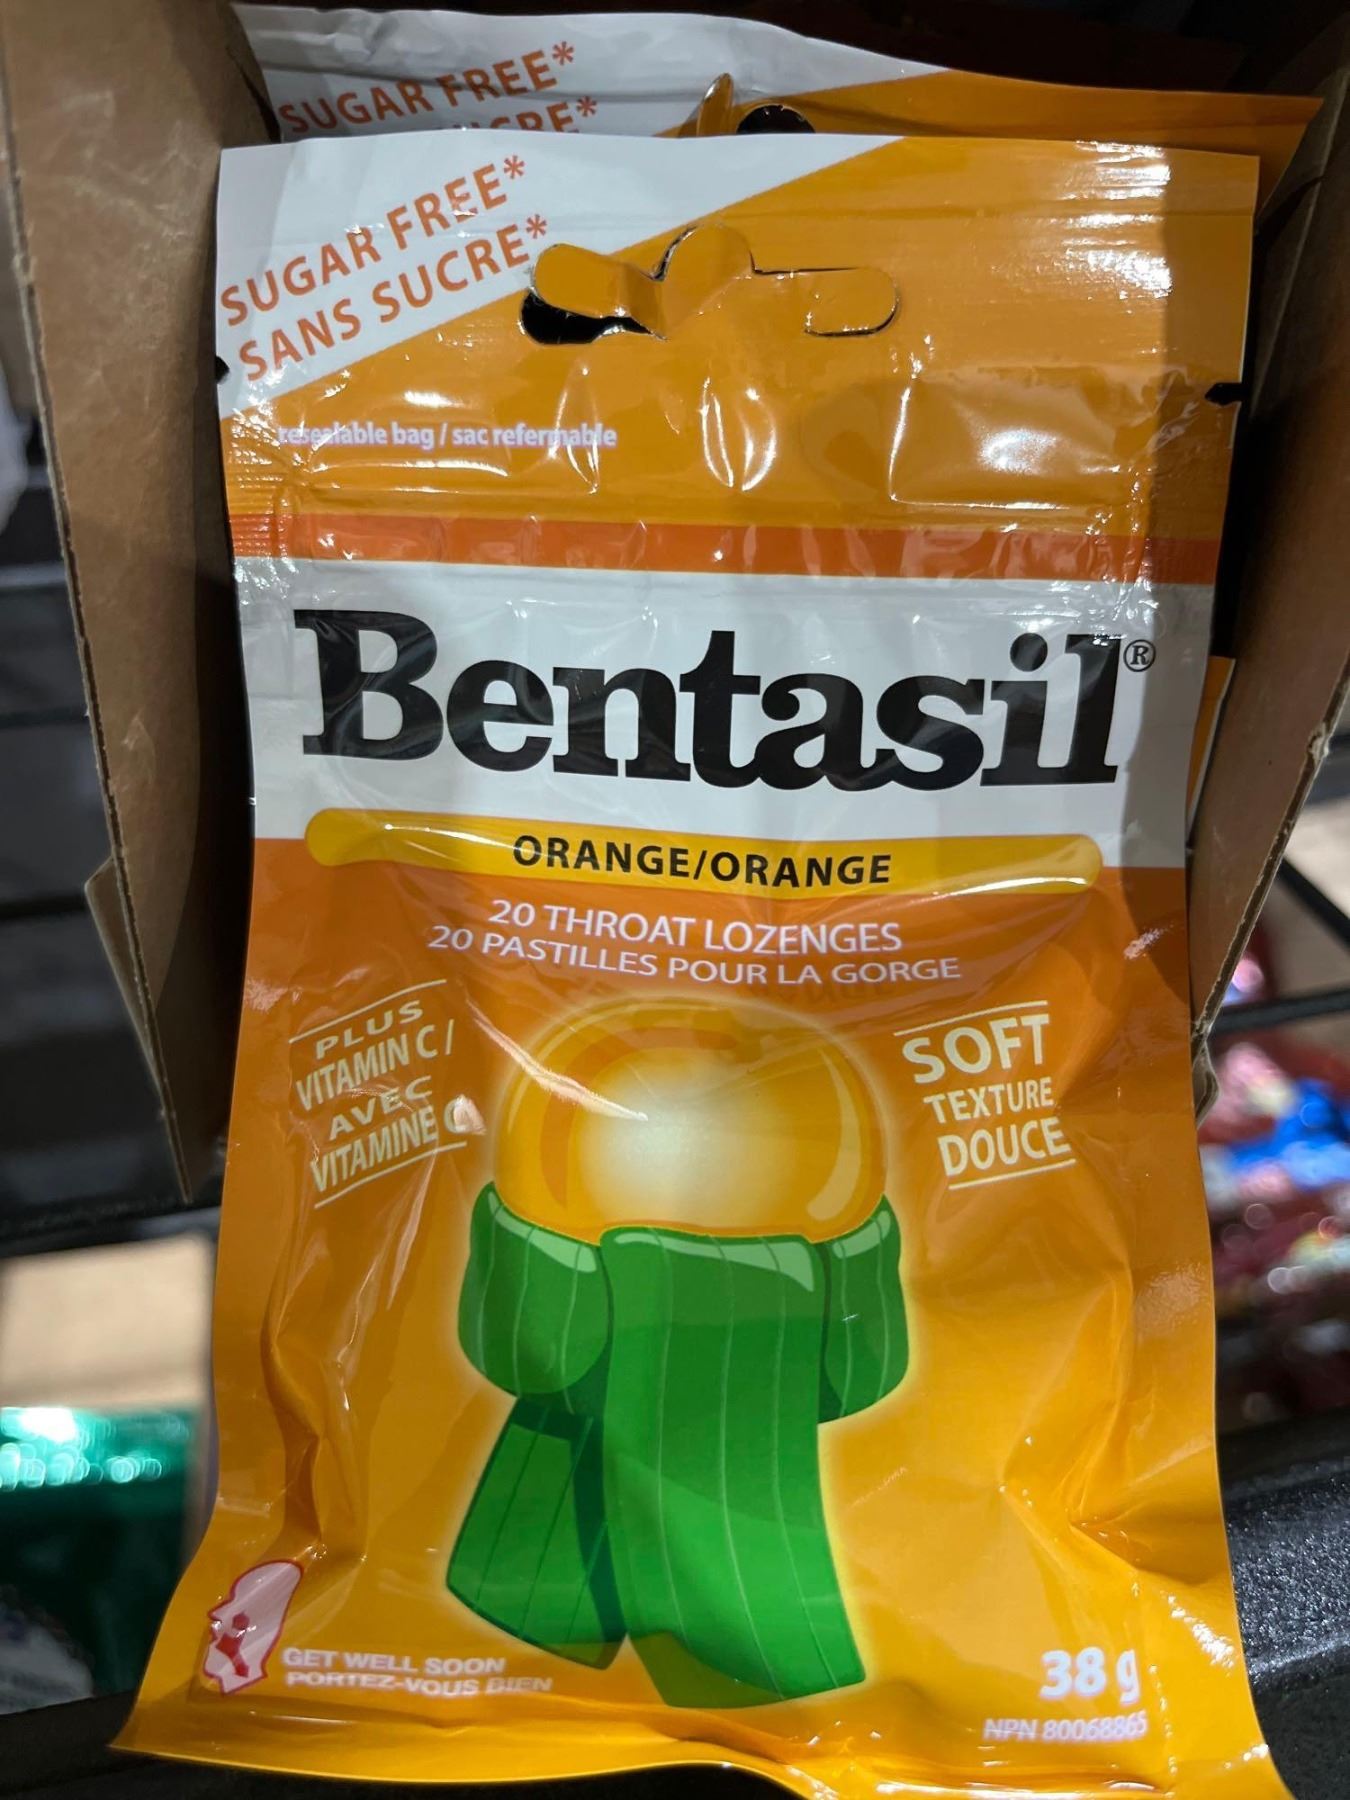 SUGAR FREE*
SUGAR FREE*
SANS SUCRE*
resealable bag / sac refermable
Bentasil®
ORANGE/ORANGE
20 THROAT LOZENGES
20 PASTILLES POUR LA GORGE
PLUS
VITAMIN C/
AVEC
VITAMINE C
SOFT
TEXTURE
DOUCE
GET WELL SOON
PORTEZ-VOUS BIEN
38 g
NPN 80068865